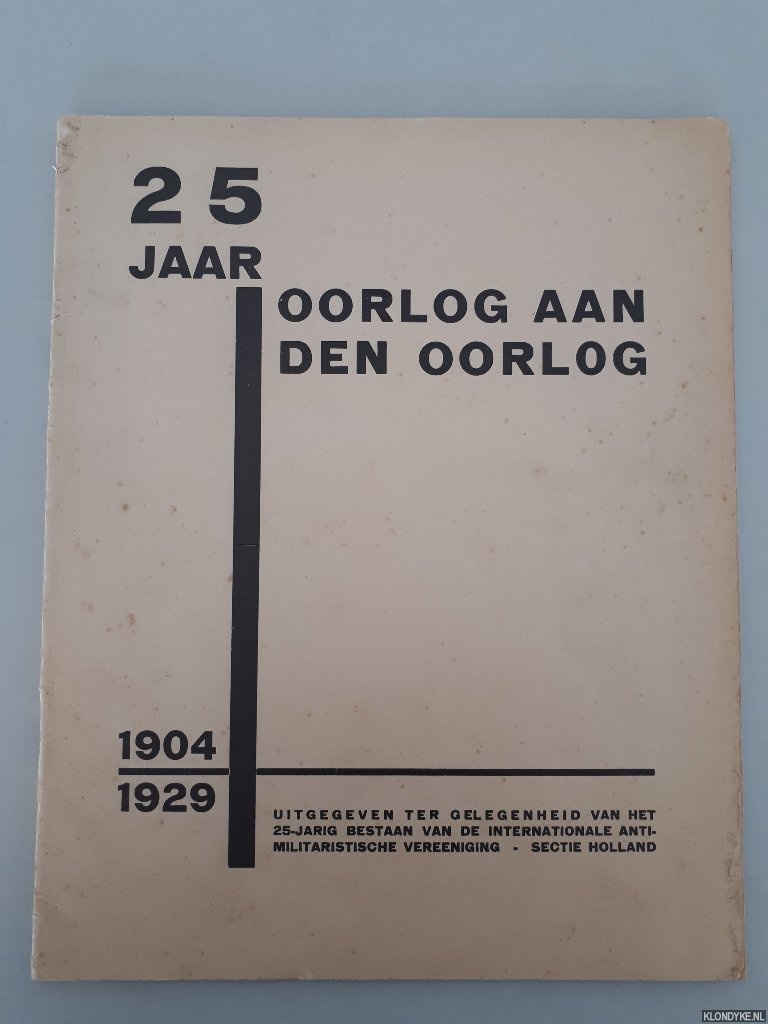 25
JAAR
OORLOG AAN
DEN OORLOG
1904
1929
UITGEGEVEN TER GELEGENHEID VAN HET
25-JARIG BESTAAN VAN DE INTERNATIONALE ANTI-
MILITARISTISCHE VEREENIGING - SECTIE HOLLAND
KLONDYKE.NL